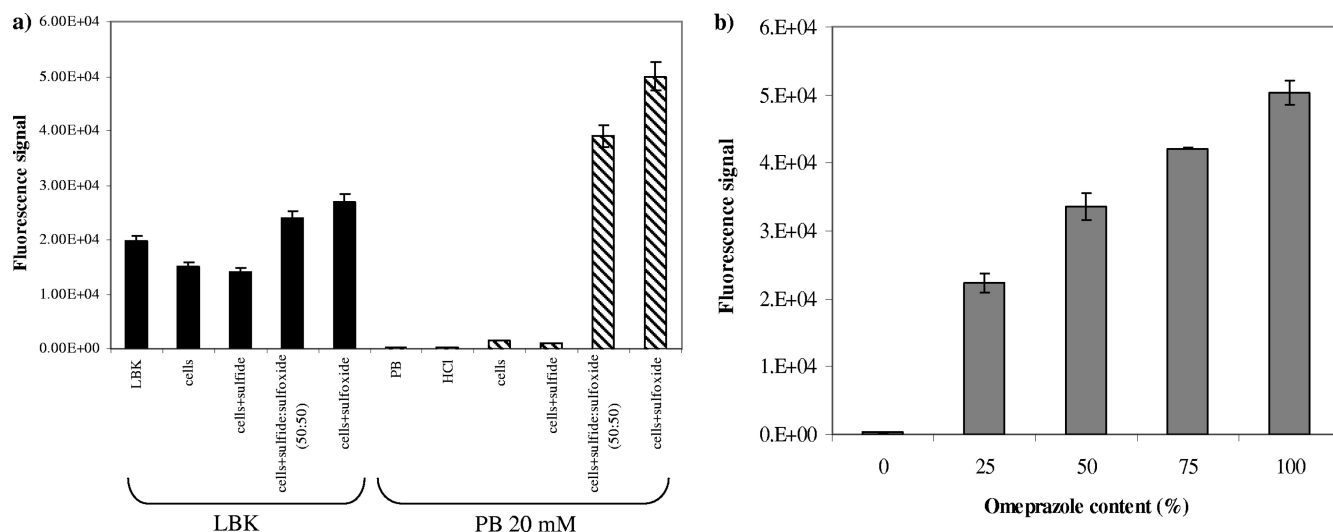 a)
Fluorescence signal
6.00E+04
5.00E+04
4.00E+04
3.00E+04
2.00E+04
1.00E+04
0.00E+00
LBK
cells
cells+sulfide
cells+sulfide:sulfoxide
(50:50)
cells+sulfoxide
PB
HCl
cells
cells+sulfide
cells+sulfide:sulfoxide
(50:50)
cells+sulfoxide
LBK
PB 20 mM
b)
Fluorescence signal
6.E+04
5.E+04
4.E+04
3.E+04
2.E+04
1.E+04
0.E+00
0
25
50
75
100
Omeprazole content (%)